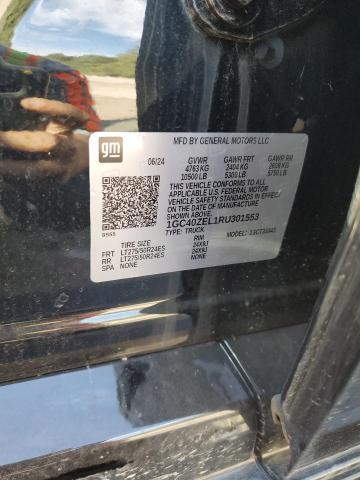 MFD BY GENERAL MOTORS LLC
gm
06/24 GVWR GAWR FRT GAWR RR
4763 KG 2404 KG 2608 KG
10500 LB 5300 LB 5750 LB
THIS VEHICLE CONFORMS TO ALL
APPLICABLE U.S. FEDERAL MOTOR
VEHICLE SAFETY STANDARDS IN
EFFECT ON THE DATE OF
MANUFACTURE SHOWN ABOVE.
1GC40ZEL1RU301553
TYPE: TRUCK MODEL:
TIRE SIZE RIM
FRT LT275/50R24ES 24X9J
RR LT275/50R24ES 24X9J
SPA NONE NONE